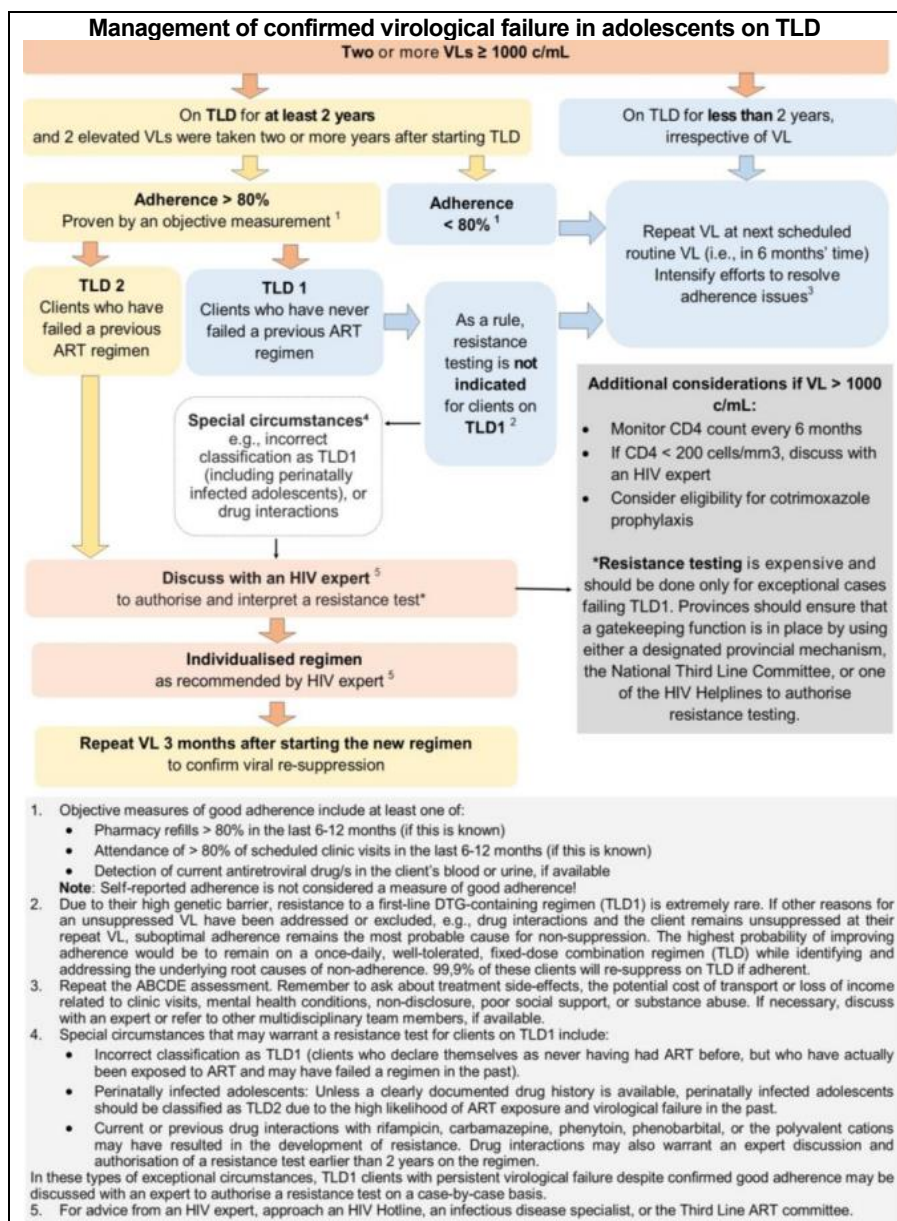 Management of confirmed virological failure in adolescents on TLD
Two or more VLs ≥ 1000 c/mL
On TLD for at least 2 years
and 2 elevated VLs were taken two or more years after starting TLD
On TLD for less than 2 years,
irrespective of VL
Adherence > 80%
Proven by an objective measurement 1
Adherence
< 80% 1
Repeat VL at next scheduled
routine VL (i.e., in 6 months' time)
Intensify efforts to resolve
adherence issues3
TLD 2
Clients who have
failed a previous
ART regimen
TLD 1
Clients who have never
failed a previous ART
regimen
As a rule,
resistance
testing is not
indicated
for clients on
TLD1 2
Special circumstances4
e.g., incorrect
classification as TLD1
(including perinatally
infected adolescents), or
drug interactions
Additional considerations if VL > 1000
c/mL:
• Monitor CD4 count every 6 months
• If CD4 < 200 cells/mm3, discuss with
an HIV expert
• Consider eligibility for cotrimoxazole
prophylaxis
*Resistance testing is expensive and
should be done only for exceptional cases
failing TLD1. Provinces should ensure that
a gatekeeping function is in place by using
either a designated provincial mechanism,
the National Third Line Committee, or one
of the HIV Helplines to authorise
resistance testing.
Discuss with an HIV expert 5
to authorise and interpret a resistance test*
Individualised regimen
as recommended by HIV expert 5
Repeat VL 3 months after starting the new regimen
to confirm viral re-suppression
1. Objective measures of good adherence include at least one of:
• Pharmacy refills > 80% in the last 6-12 months (if this is known)
• Attendance of > 80% of scheduled clinic visits in the last 6-12 months (if this is known)
• Detection of current antiretroviral drug/s in the client's blood or urine, if available
Note: Self-reported adherence is not considered a measure of good adherence!
2. Due to their high genetic barrier, resistance to a first-line DTG-containing regimen (TLD1) is extremely rare. If other reasons for
an unsuppressed VL have been addressed or excluded, e.g., drug interactions and the client remains unsuppressed at their
repeat VL, suboptimal adherence remains the most probable cause for non-suppression. The highest probability of improving
adherence would be to remain on a once-daily, well-tolerated, fixed-dose combination regimen (TLD) while identifying and
addressing the underlying root causes of non-adherence. 99,9% of these clients will re-suppress on TLD if adherent.
3. Repeat the ABCDE assessment. Remember to ask about treatment side-effects, the potential cost of transport or loss of income
related to clinic visits, mental health conditions, non-disclosure, poor social support, or substance abuse. If necessary, discuss
with an expert or refer to other multidisciplinary team members, if available.
4. Special circumstances that may warrant a resistance test for clients on TLD1 include:
• Incorrect classification as TLD1 (clients who declare themselves as never having had ART before, but who have actually
been exposed to ART and may have failed a regimen in the past).
• Perinatally infected adolescents: Unless a clearly documented drug history is available, perinatally infected adolescents
should be classified as TLD2 due to the high likelihood of ART exposure and virological failure in the past.
• Current or previous drug interactions with rifampicin, carbamazepine, phenytoin, phenobarbital, or the polyvalent cations
may have resulted in the development of resistance. Drug interactions may also warrant an expert discussion and
authorisation of a resistance test earlier than 2 years on the regimen.
In these types of exceptional circumstances, TLD1 clients with persistent virological failure despite confirmed good adherence may be
discussed with an expert to authorise a resistance test on a case-by-case basis.
5. For advice from an HIV expert, approach an HIV Hotline, an infectious disease specialist, or the Third Line ART committee.